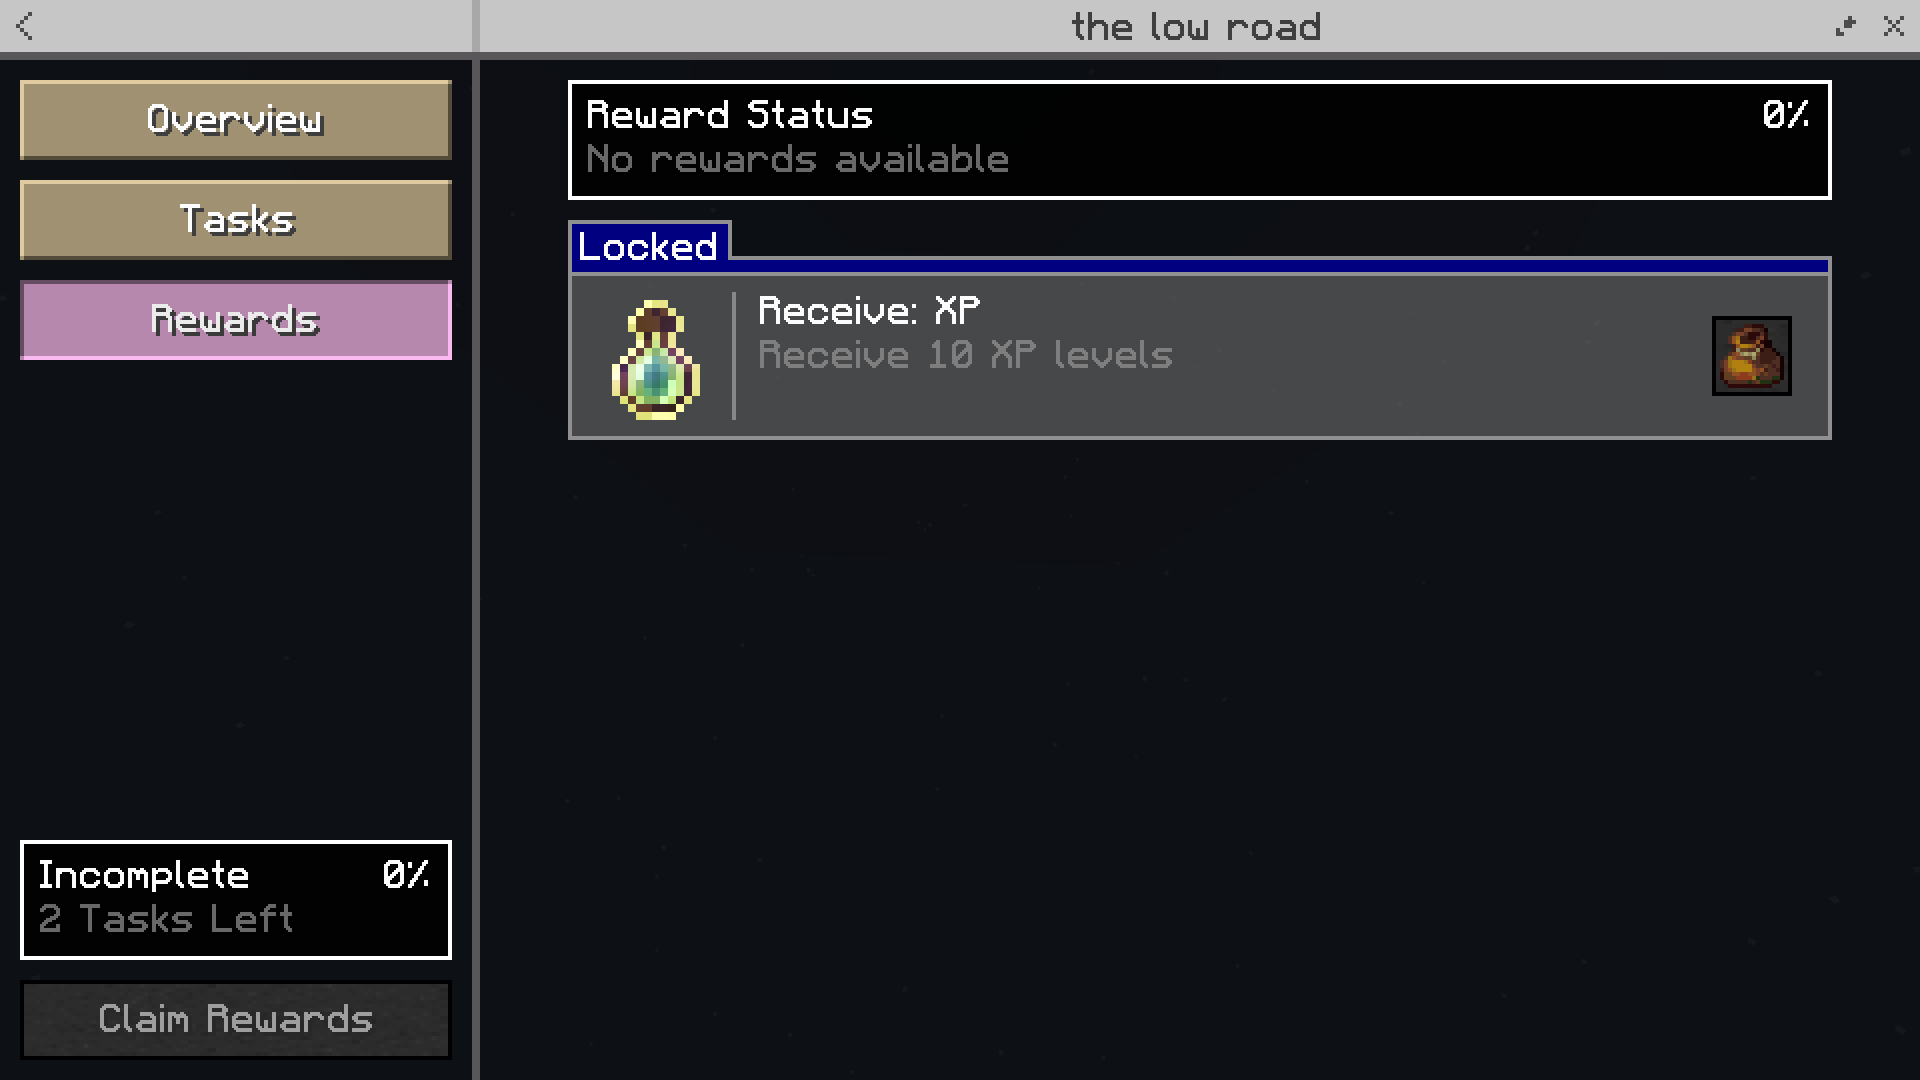 the low road
Overview
Tasks
Rewards
Reward Status 0%
No rewards available
Locked
Receive: XP
Receive 10 XP levels
Incomplete 0%
2 Tasks Left
Claim Rewards